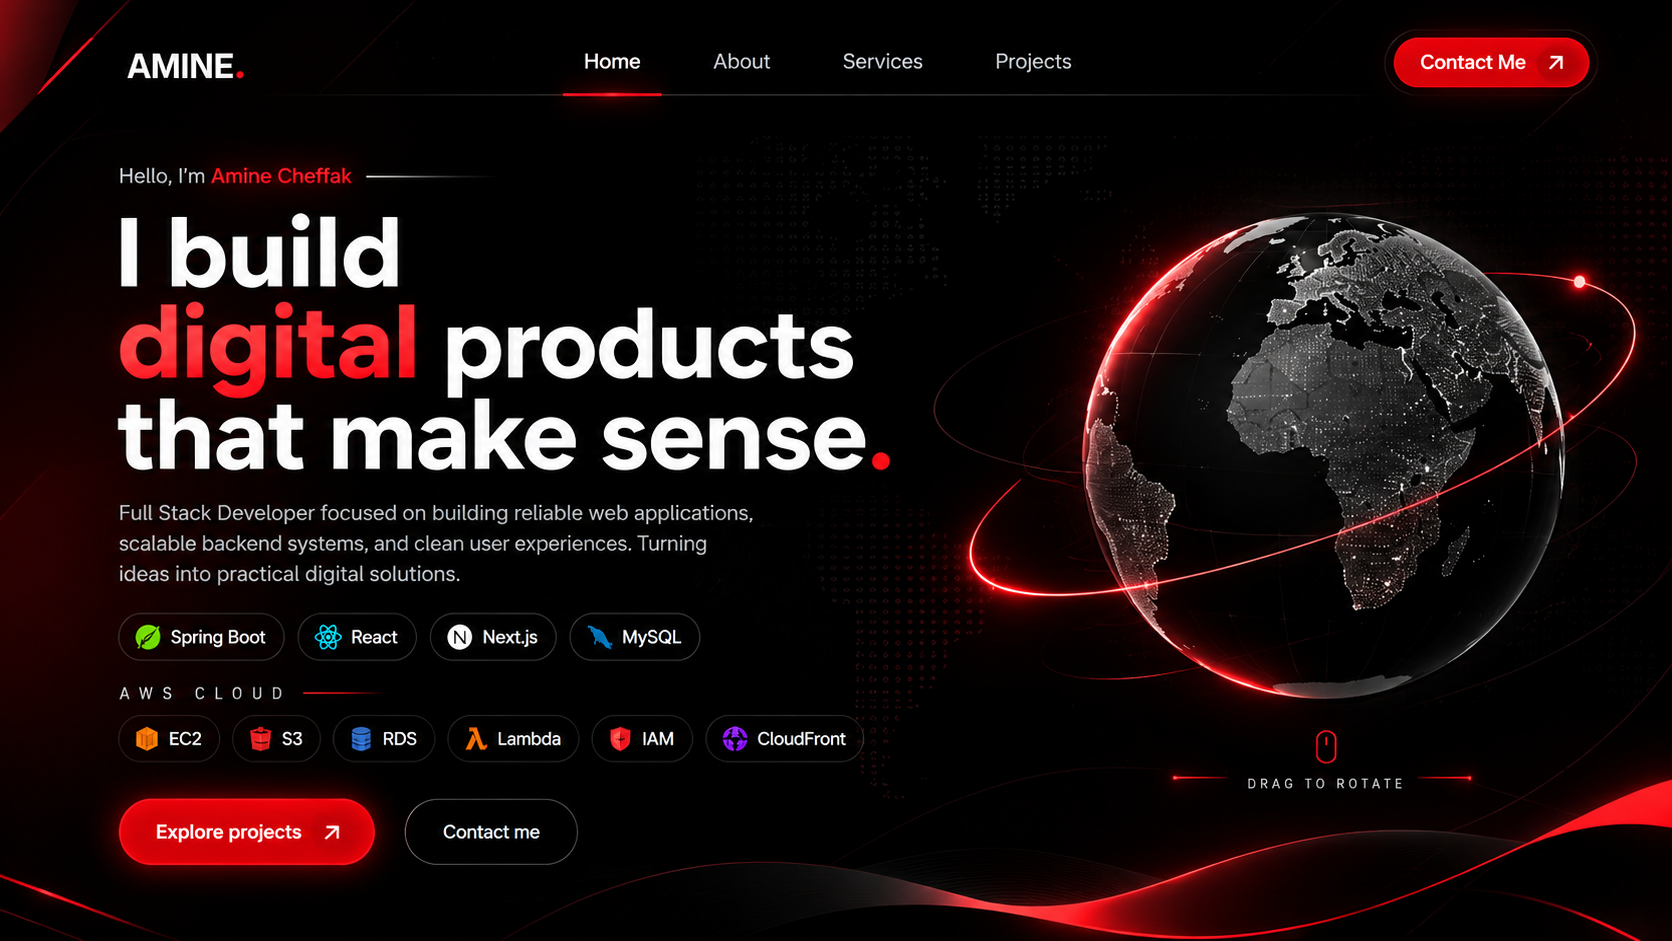 AMINE.
Home
About
Services
Projects
Contact Me
Hello, I'm Amine Cheffak
I build
digital products
that make sense.
Full Stack Developer focused on building reliable web applications,
scalable backend systems, and clean user experiences. Turning
ideas into practical digital solutions.
Spring Boot
React
N Next.js
MySQL
AWS CLOUD
EC2
S3
RDS
Lambda
IAM
CloudFront
Explore projects
Contact me
DRAG TO ROTATE